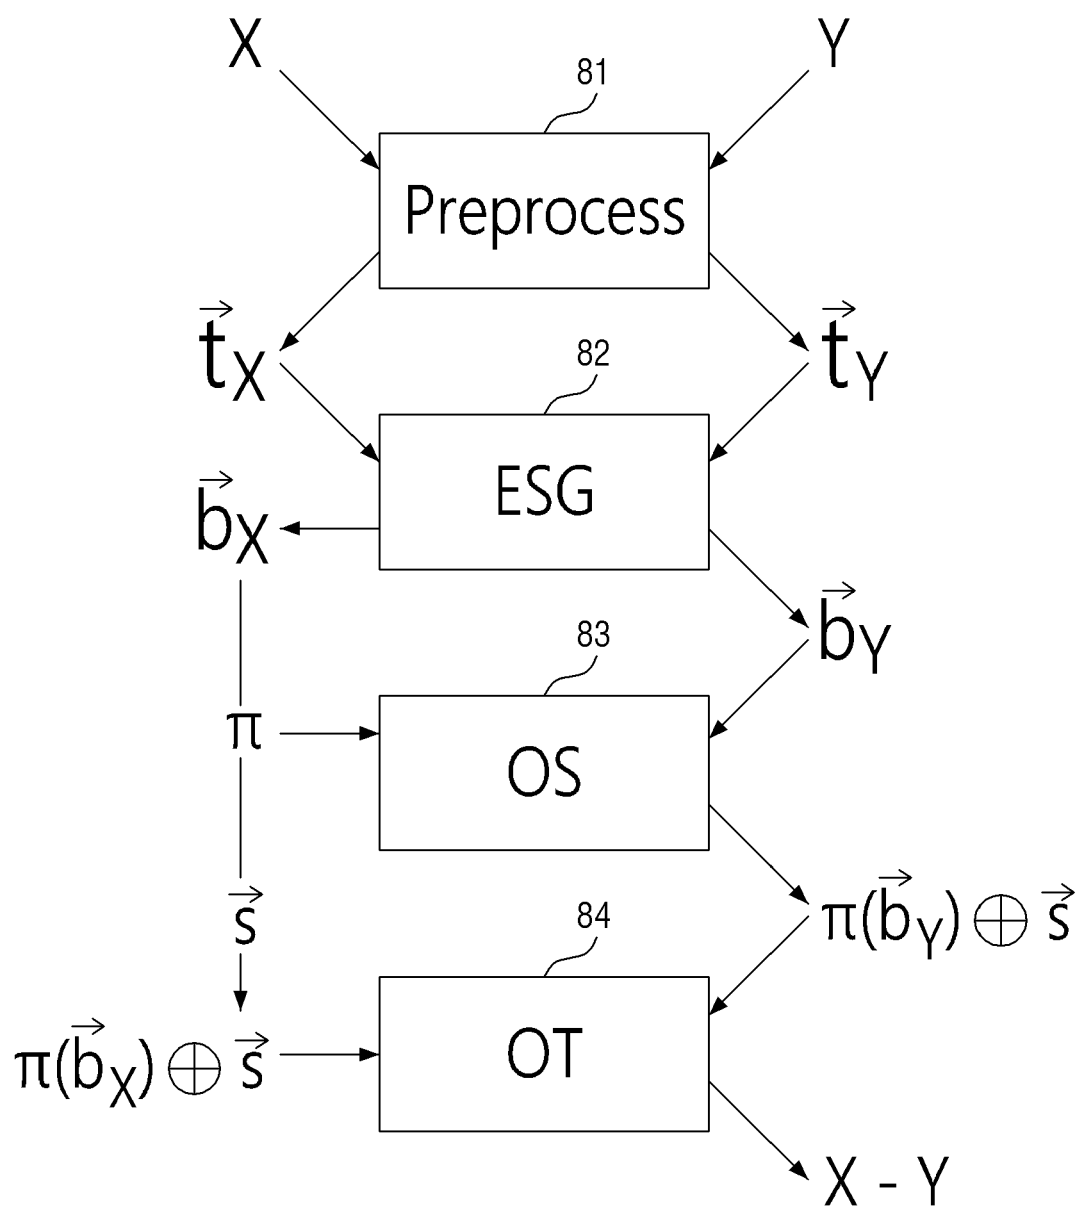 X
Y
81
Preprocess
t⃗X
t⃗Y
82
ESG
b⃗X
b⃗Y
83
π
OS
s⃗
π(b⃗Y) ⊕ s⃗
84
π(b⃗X) ⊕ s⃗
OT
X - Y